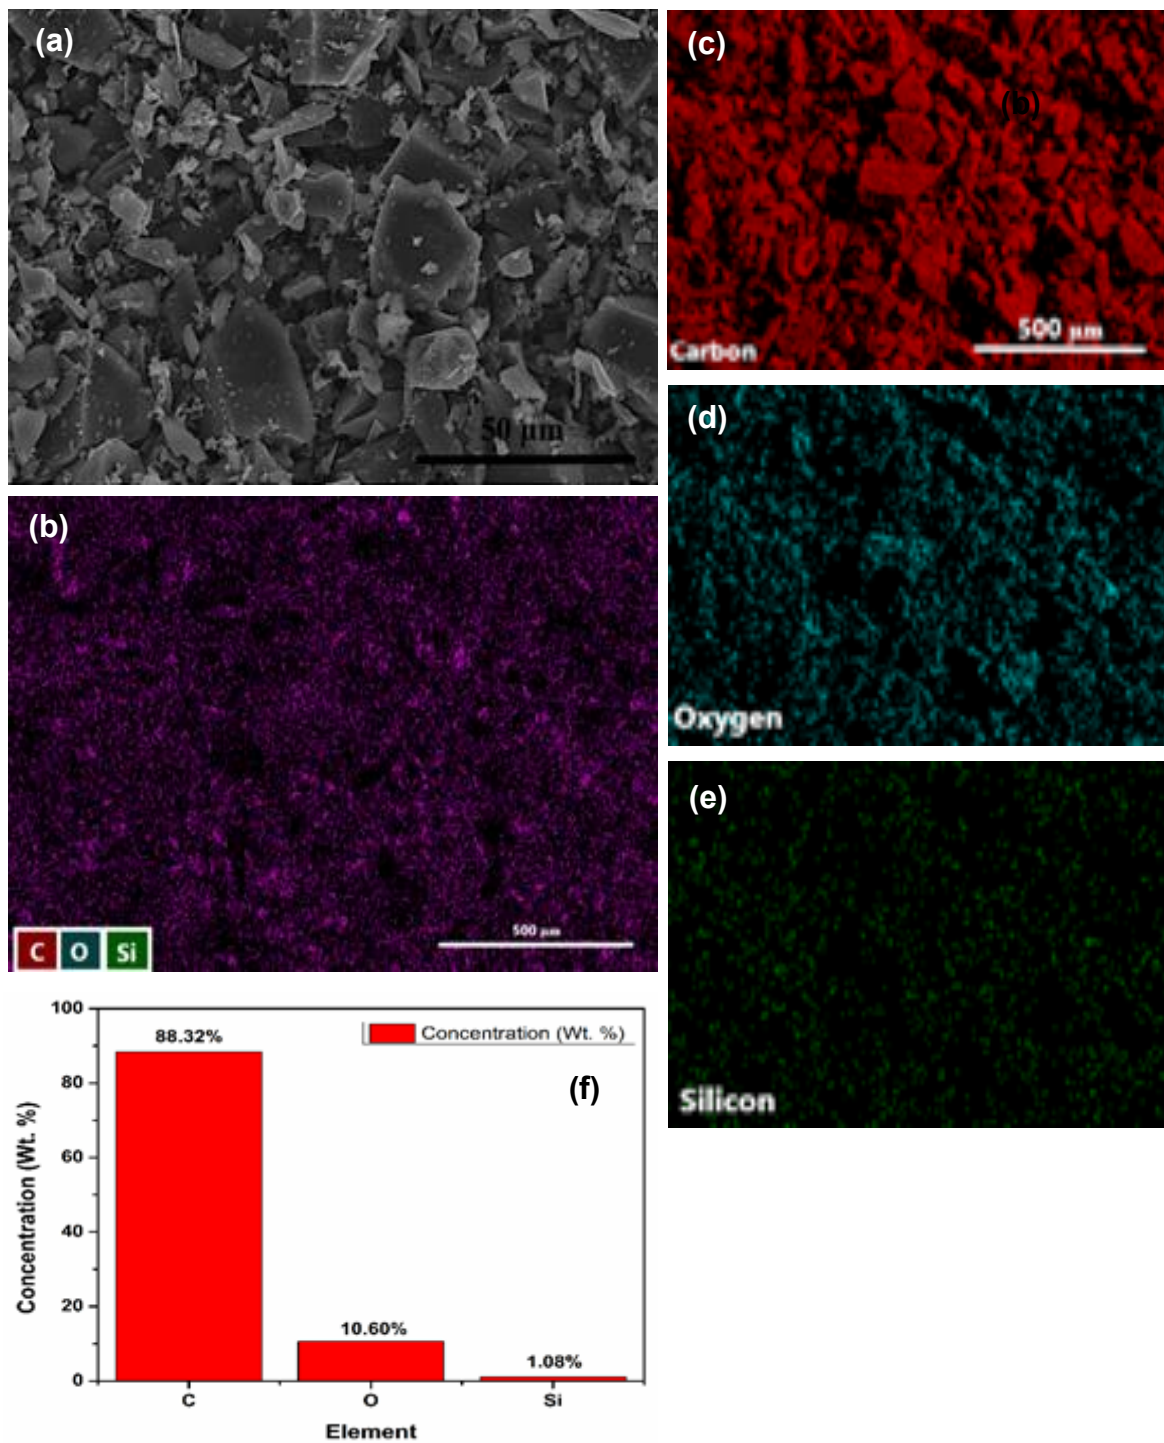 (a)
50 µm
(b)
C O Si
500 µm
(c)
(b)
500 µm
Carbon
(d)
Oxygen
(e)
Silicon
(f)
Concentration (Wt. %)
100
80
60
40
20
0
88.32%
10.60%
1.08%
C O Si
Element
Concentration (Wt. %)